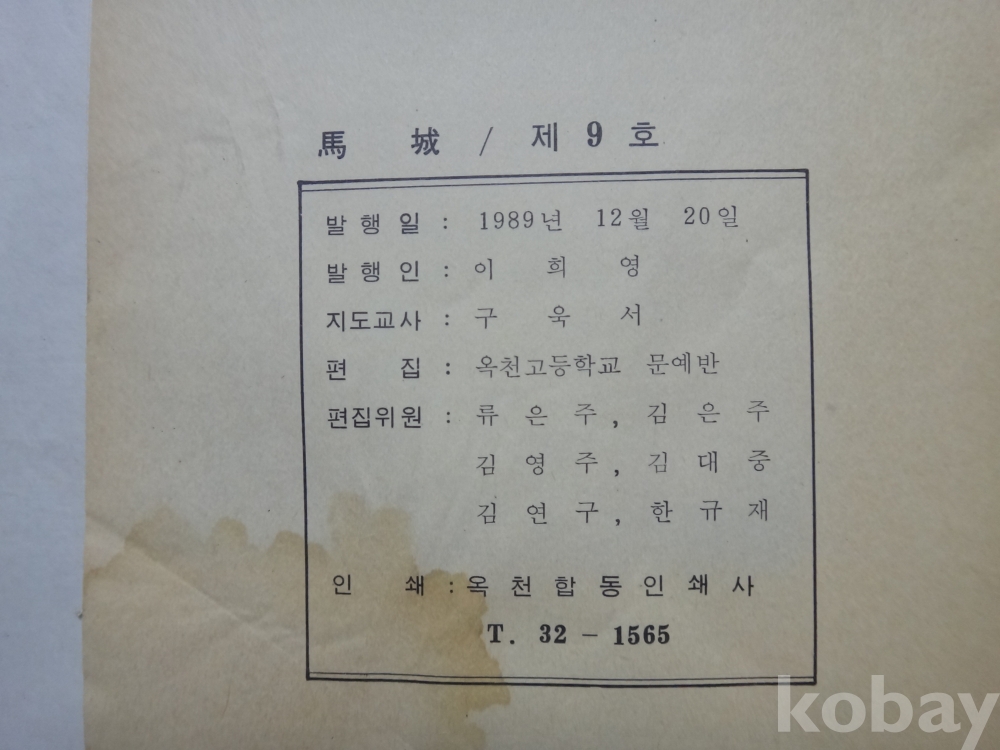 馬 城 / 제 9 호
발 행 일 : 1989년 12월 20일
발 행 인 : 이 희 영
지도교사 : 구 욱 서
편 집 : 옥천고등학교 문예반
편집위원 : 류 은 주 , 김 은 주
김 영 주 , 김 대 중
김 연 구 , 한 규 재
인 쇄 : 옥 천 합 동 인 쇄 사
T. 32 - 1565
kobay